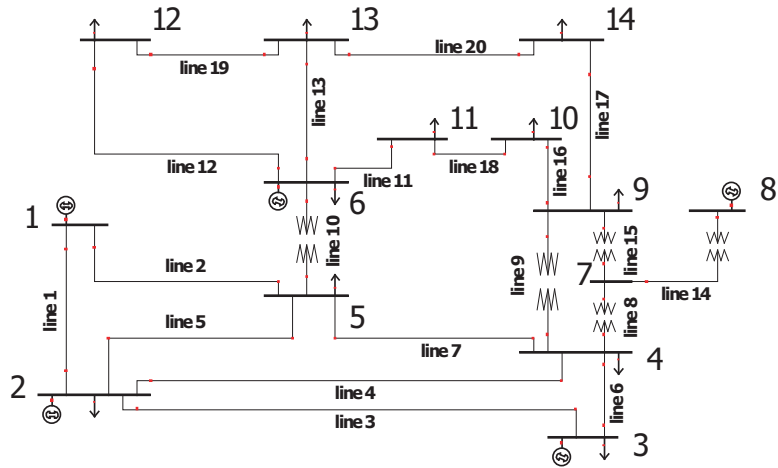 12
13
14
line 19
line 20
line 13
line 17
11
10
line 12
line 18
line 16
line 11
6
9
8
1
line 10
line 15
line 9
line 2
7
line 14
line 1
line 8
5
line 5
line 7
4
2
line 4
line 6
line 3
3